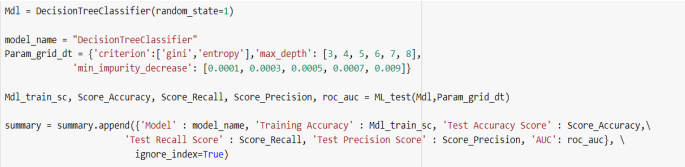 Mdl = DecisionTreeClassifier(random_state=1)
model_name = "DecisionTreeClassifier"
Param_grid_dt = {'criterion':['gini','entropy'],'max_depth': [3, 4, 5, 6, 7, 8],
'min_impurity_decrease': [0.0001, 0.0003, 0.0005, 0.0007, 0.009]}
Mdl_train_sc, Score_Accuracy, Score_Recall, Score_Precision, roc_auc = ML_test(Mdl,Param_grid_dt)
summary = summary.append({'Model' : model_name, 'Training Accuracy' : Mdl_train_sc, 'Test Accuracy Score' : Score_Accuracy,\
'Test Recall Score' : Score_Recall, 'Test Precision Score' : Score_Precision, 'AUC': roc_auc}, \
ignore_index=True)